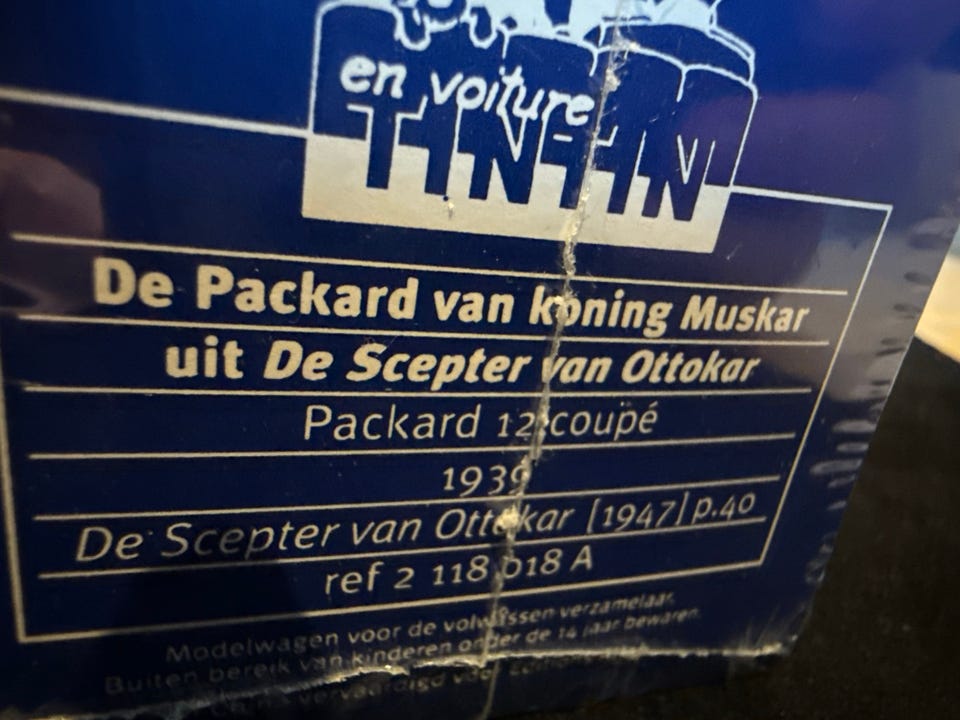 en voiture
TINTIN
De Packard van koning Muskar
uit De Scepter van Ottokar
Packard 12 coupé
1939
De Scepter van Ottokar [1947] p.40
ref 2 118 018 A
Modelwagen voor de volwassen verzamelaar.
Buiten bereik van kinderen onder de 14 jaar bewaren.
vervaardigd voor